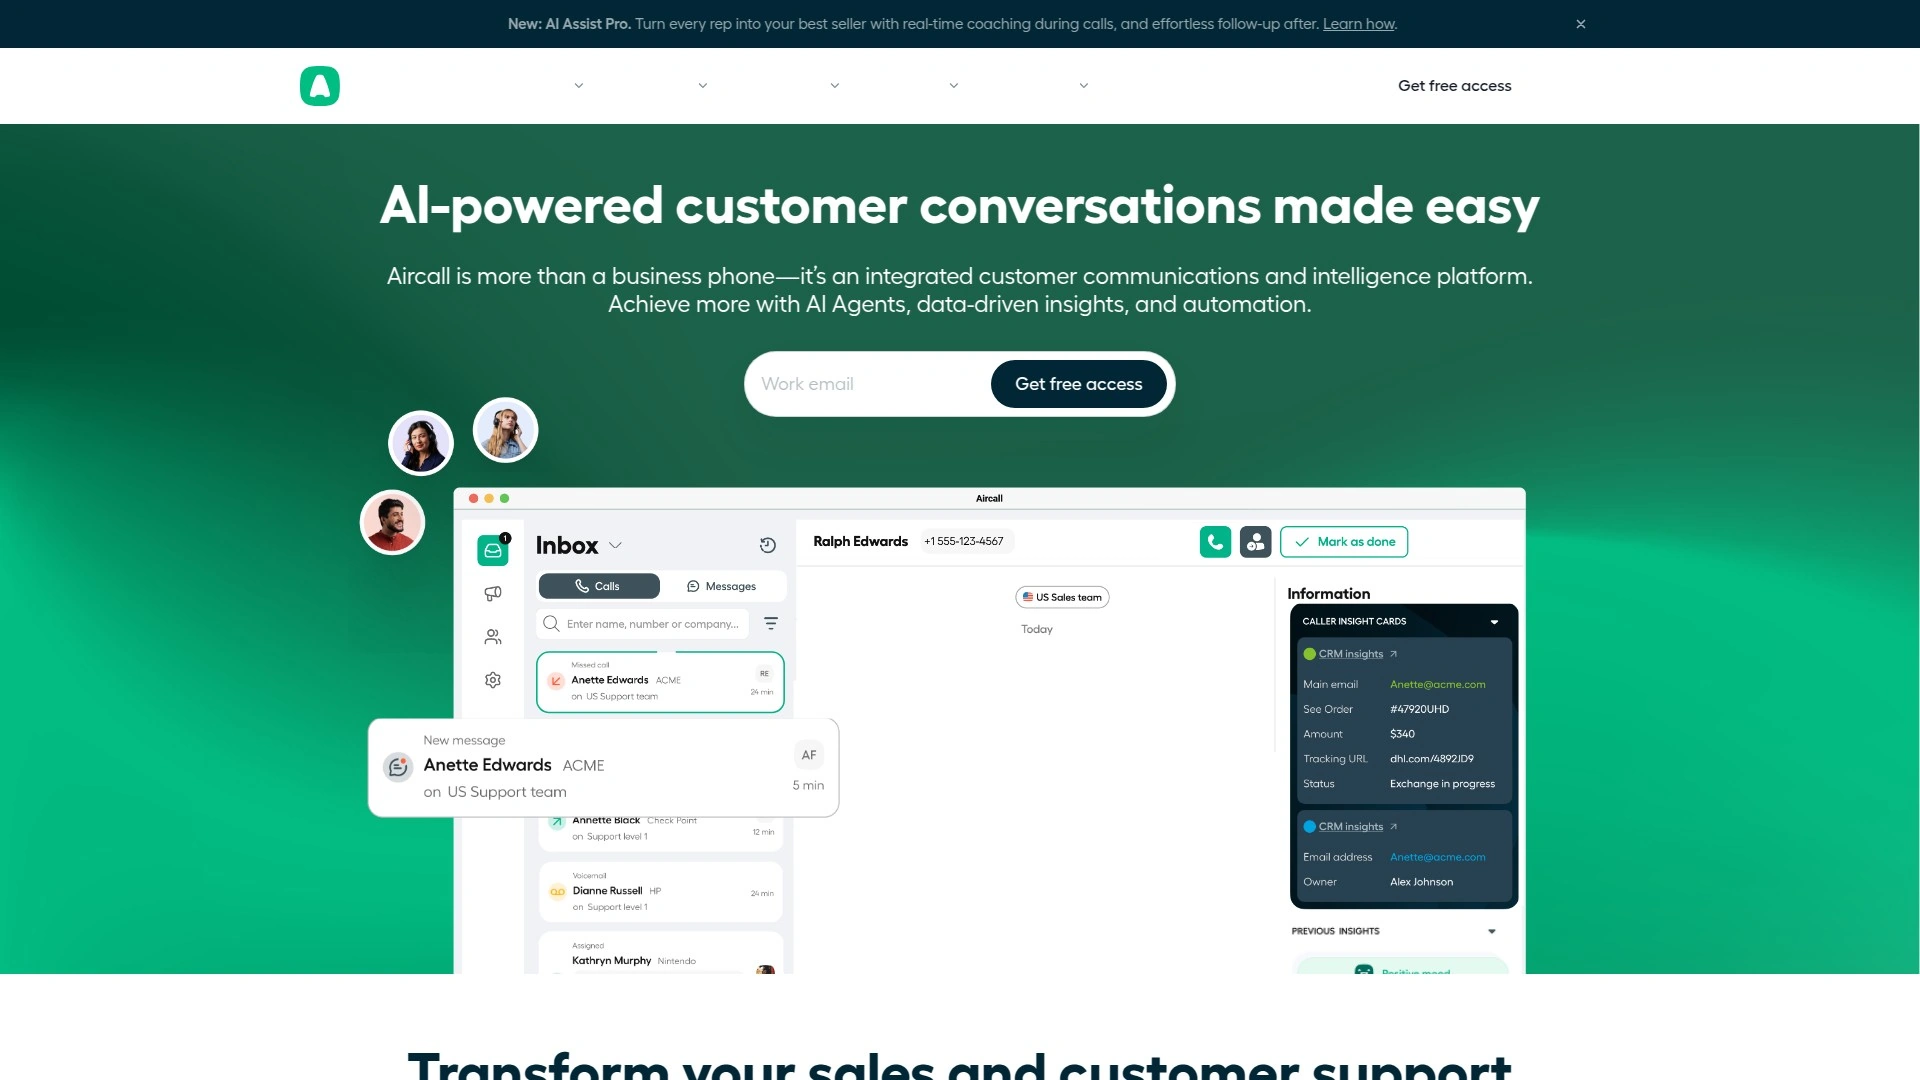 New: AI Assist Pro. Turn every rep into your best seller with real-time coaching during calls, and effortless follow-up after. Learn how.
Get free access
AI-powered customer conversations made easy
Aircall is more than a business phone—it's an integrated customer communications and intelligence platform.
Achieve more with AI Agents, data-driven insights, and automation.
Work email
Get free access
Aircall
1
Inbox
Calls
Messages
Enter name, number or company...
Missed call
Anette Edwards ACME
on US Support team
RE
24 min
New message
Anette Edwards ACME
on US Support team
AF
5 min
Annette Black Check Point
on Support level 1
12 min
Voicemail
Dianne Russell HP
on Support level 1
24 min
Assigned
Kathryn Murphy Nintendo
Ralph Edwards
+1 555-123-4567
Mark as done
US Sales team
Today
Information
CALLER INSIGHT CARDS
CRM insights
Main email Anette@acme.com
See Order #47920UHD
Amount $340
Tracking URL dhl.com/4892JD9
Status Exchange in progress
CRM insights
Email address Anette@acme.com
Owner Alex Johnson
PREVIOUS INSIGHTS
Positive mood
Transform your sales and customer support